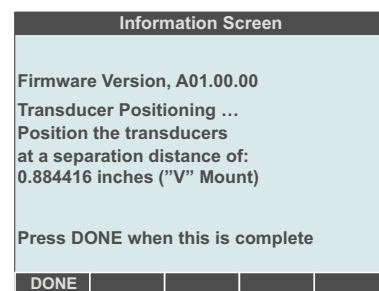 Information Screen
Firmware Version, A01.00.00
Transducer Positioning ...
Position the transducers
at a separation distance of:
0.884416 inches (”V” Mount)
Press DONE when this is complete
DONE